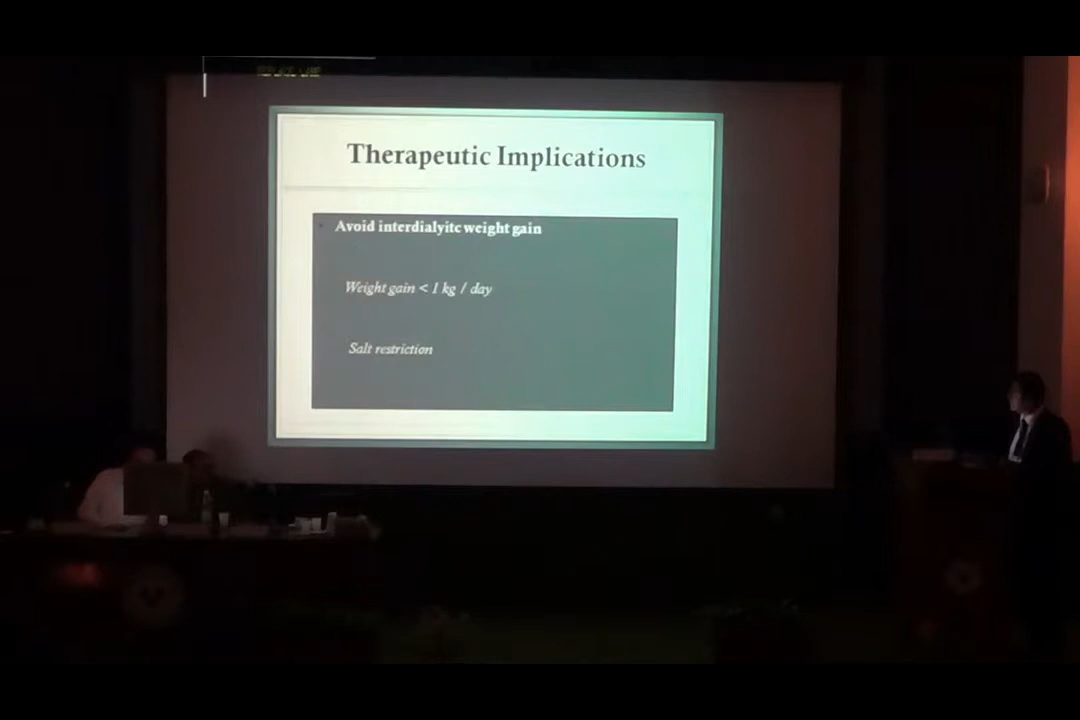 Therapeutic Implications
Avoid interdialyitc weight gain
Weight gain < 1 kg / day
Salt restriction